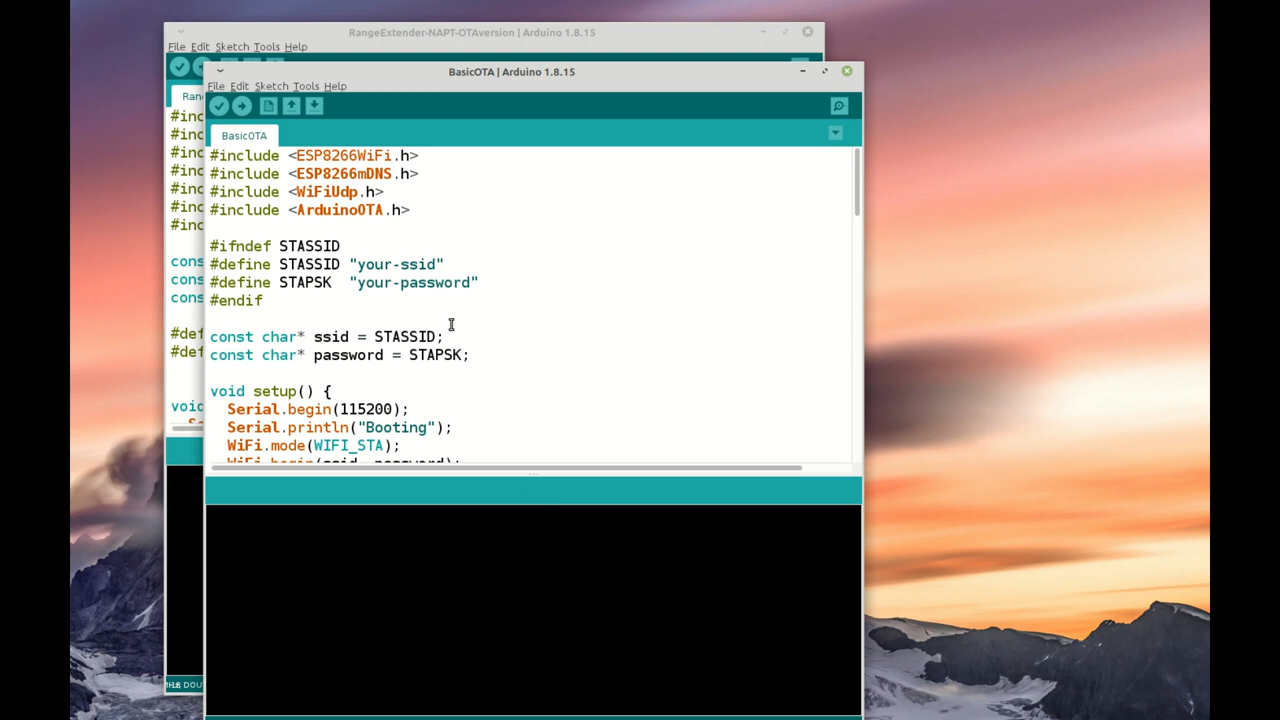 RangeExtender-NAPT-OTAversion | Arduino 1.8.15
File Edit Sketch Tools Help
BasicOTA | Arduino 1.8.15
File Edit Sketch Tools Help
BasicOTA
#include <ESP8266WiFi.h>
#include <ESP8266mDNS.h>
#include <WiFiUdp.h>
#include <ArduinoOTA.h>
#ifndef STASSID
#define STASSID "your-ssid"
#define STAPSK  "your-password"
#endif
const char* ssid = STASSID;
const char* password = STAPSK;
void setup() {
Serial.begin(115200);
Serial.println("Booting");
WiFi.mode(WIFI_STA);
WiFi.begin(ssid, password);
Ran
#inc
#inc
#inc
#inc
#inc
#inc
#inc
cons
cons
cons
#def
#def
void